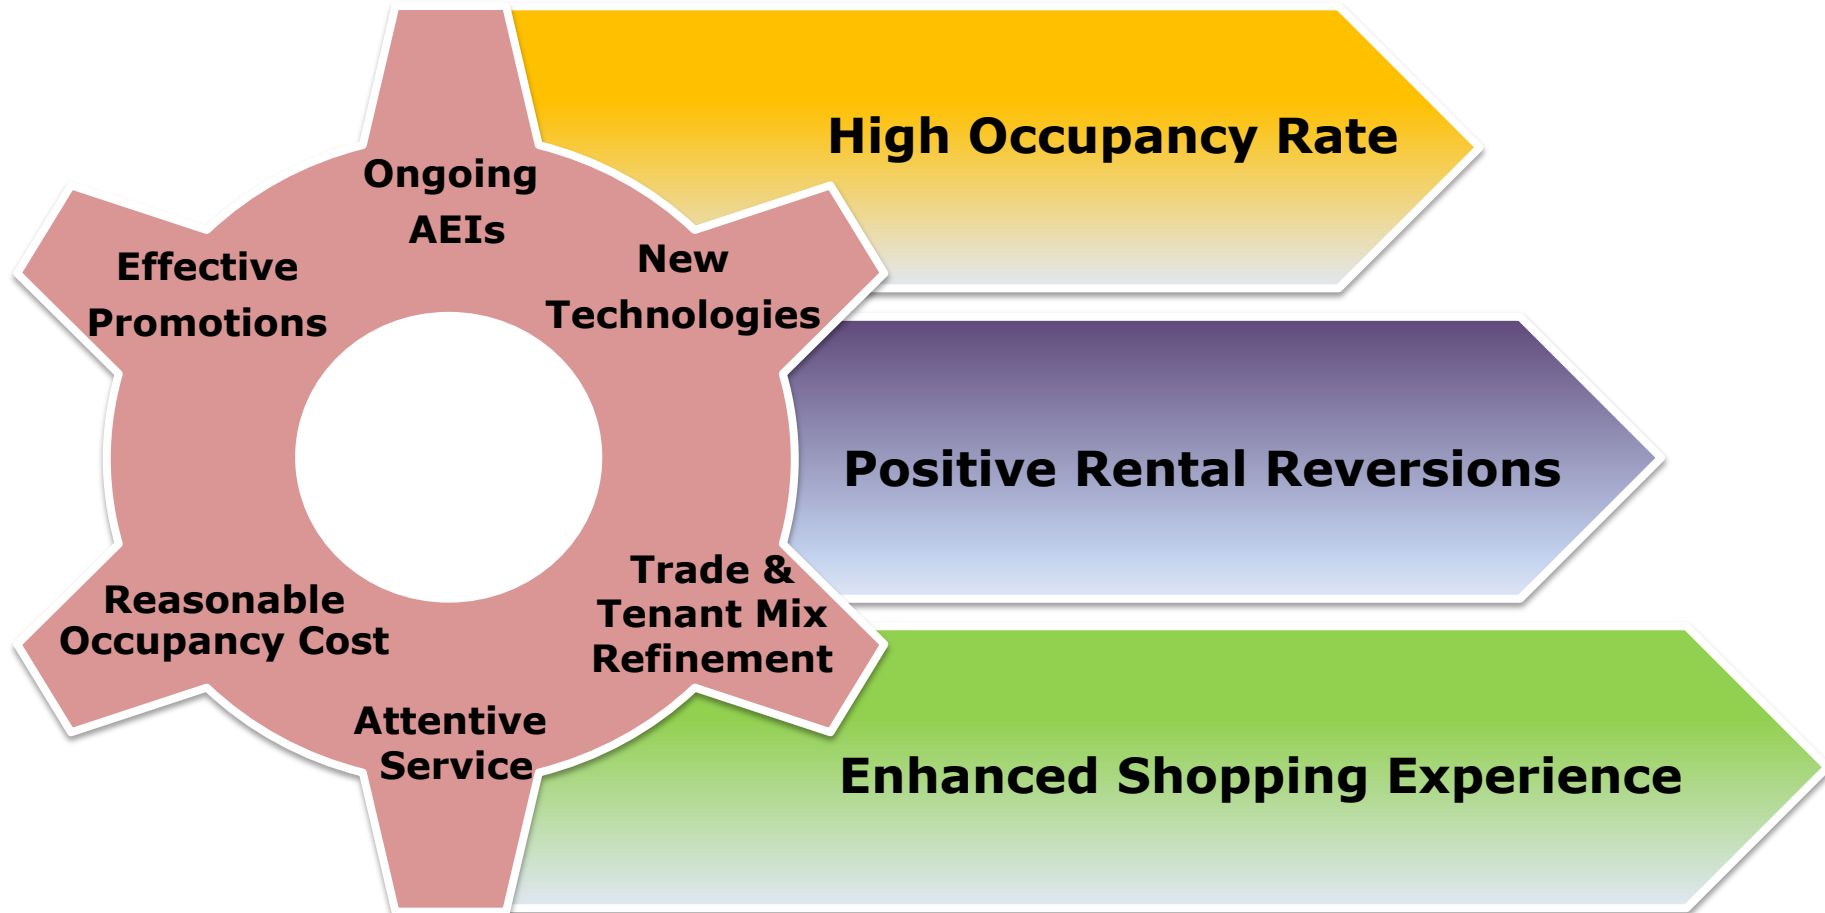 Ongoing
AEIs
New
Technologies
Effective
Promotions
Reasonable
Occupancy Cost
Trade &
Tenant Mix
Refinement
Attentive
Service
High Occupancy Rate
Positive Rental Reversions
Enhanced Shopping Experience